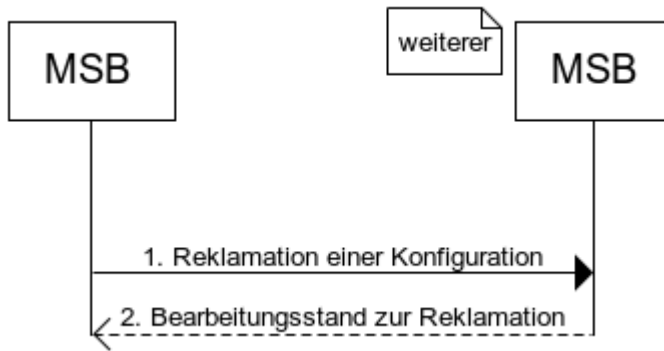 MSB
weiterer
MSB
1. Reklamation einer Konfiguration
2. Bearbeitungsstand zur Reklamation